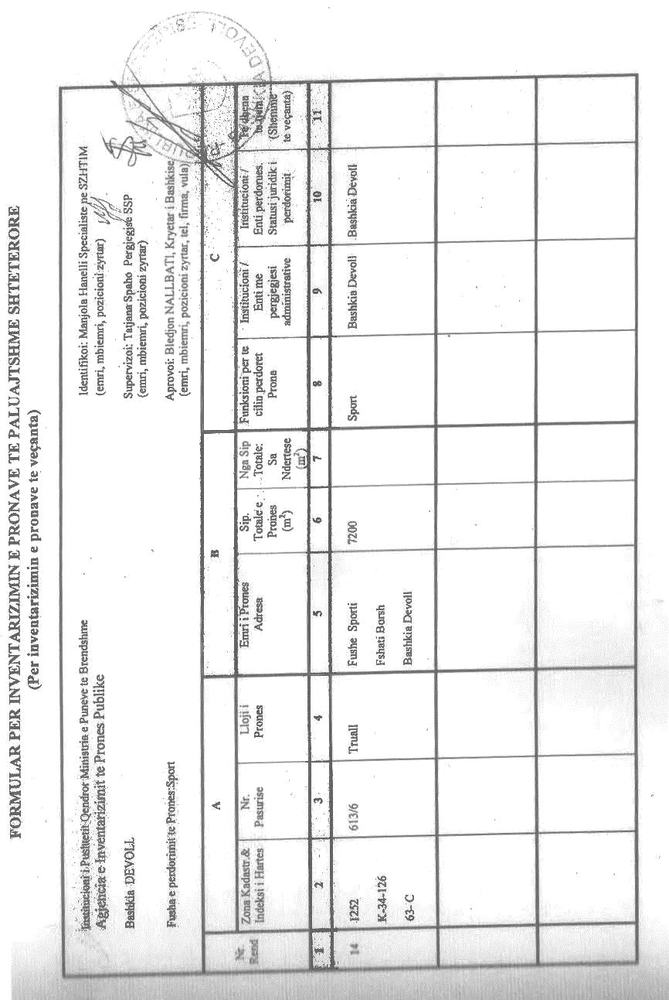 FORMULAR PER INVENTARIZIMIN E PRONAVE TE PALUAJTSHME SHTETERORE
(Per inventarizimin e pronave te veçanta)
Institucioni i Pushtetit Qendror Ministria e Puneve te Brendshme
Agjencia e Inventarizimit te Prones Publike
Bashkia DEVOLL
Fusha e perdorimit te Prones:Sport
Identifikoi: Manjola Hanelli Specialiste ne SZHTIM
(emri, mbiemri, pozicioni zyrtar)
Supervizoi: Tatjana Spaho Pergjegjse SSP
(emri, mbiemri, pozicioni zyrtar)
Aprovoi: Bledjon NALLBATI, Kryetar i Bashkise
(emri, mbiemri, pozicioni zyrtar, tel, firma, vula)
A B C
Nr. Rend
Zona Kadastr.& Indeksi i Hartes
Nr. Pasurise
Lloji i Prones
Emri i Prones Adresa
Sip. Totale e Prones (m²)
Nga Sip Totale: Sa Ndertese (m²)
Funksioni per te cilin perdoret Prona
Institucioni / Enti me pergjegjesi administrative
Institucioni / Enti perdorues. Statusi juridik i perdorimit
Te dhena te tjera (Shenime te veçanta)
1 2 3 4 5 6 7 8 9 10 11
14 1252 613/6 Truall Fushe Sporti 7200 Sport Bashkia Devoll Bashkia Devoll
K-34-126 Fshati Borsh
63- C Bashkia Devoll
DEVOLL